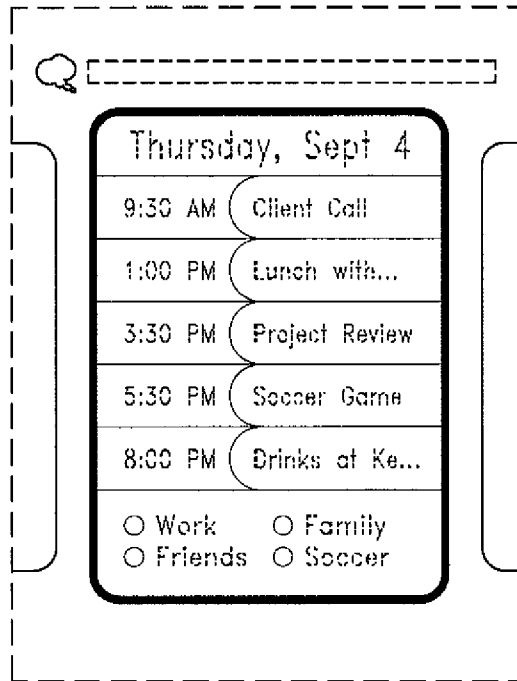 Thursday, Sept 4
9:30 AM Client Call
1:00 PM Lunch with...
3:30 PM Project Review
5:30 PM Soccer Game
8:00 PM Drinks at Ke...
Work Family
Friends Soccer